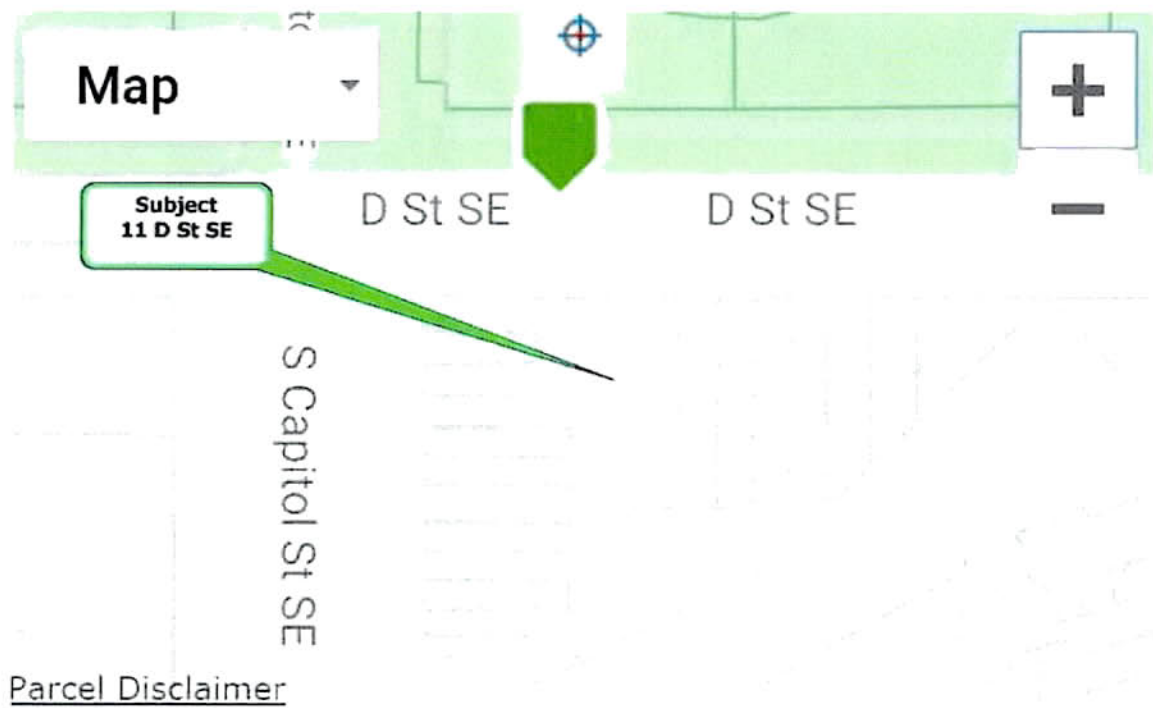 Map
Subject
11 D St SE
D St SE
D St SE
S Capitol St SE
Parcel Disclaimer